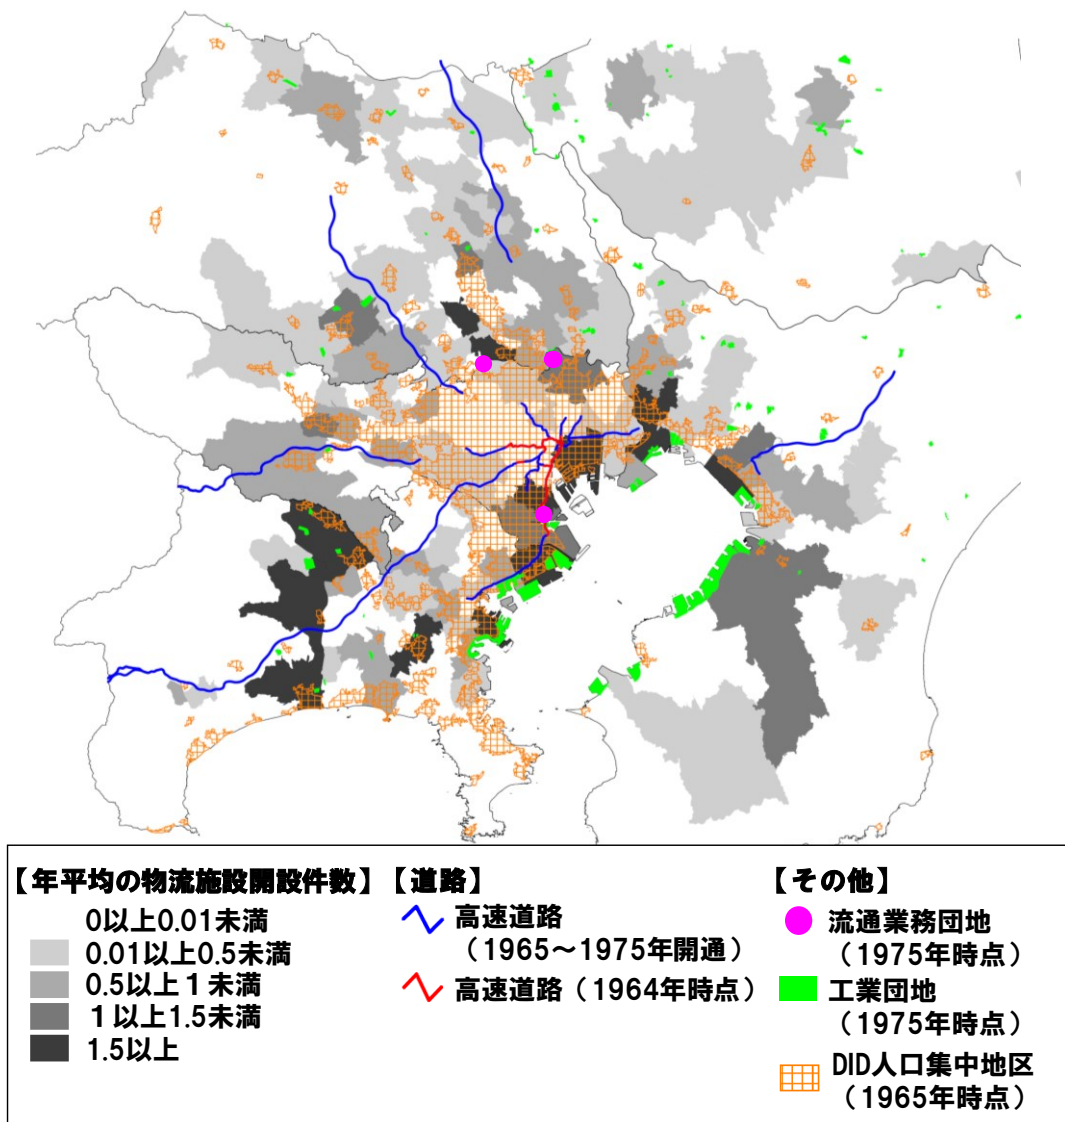 【年平均の物流施設開設件数】
0以上0.01未満
0.01以上0.5未満
0.5以上1未満
1以上1.5未満
1.5以上
【道路】
高速道路
（1965～1975年開通）
高速道路（1964年時点）
【その他】
流通業務団地
（1975年時点）
工業団地
（1975年時点）
DID人口集中地区
（1965年時点）